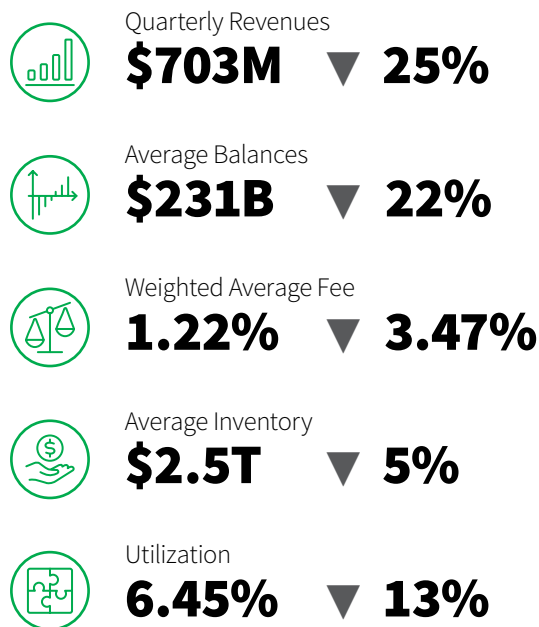 Quarterly Revenues
$703M ▼ 25%
Average Balances
$231B ▼ 22%
Weighted Average Fee
1.22% ▼ 3.47%
Average Inventory
$2.5T ▼ 5%
Utilization
6.45% ▼ 13%